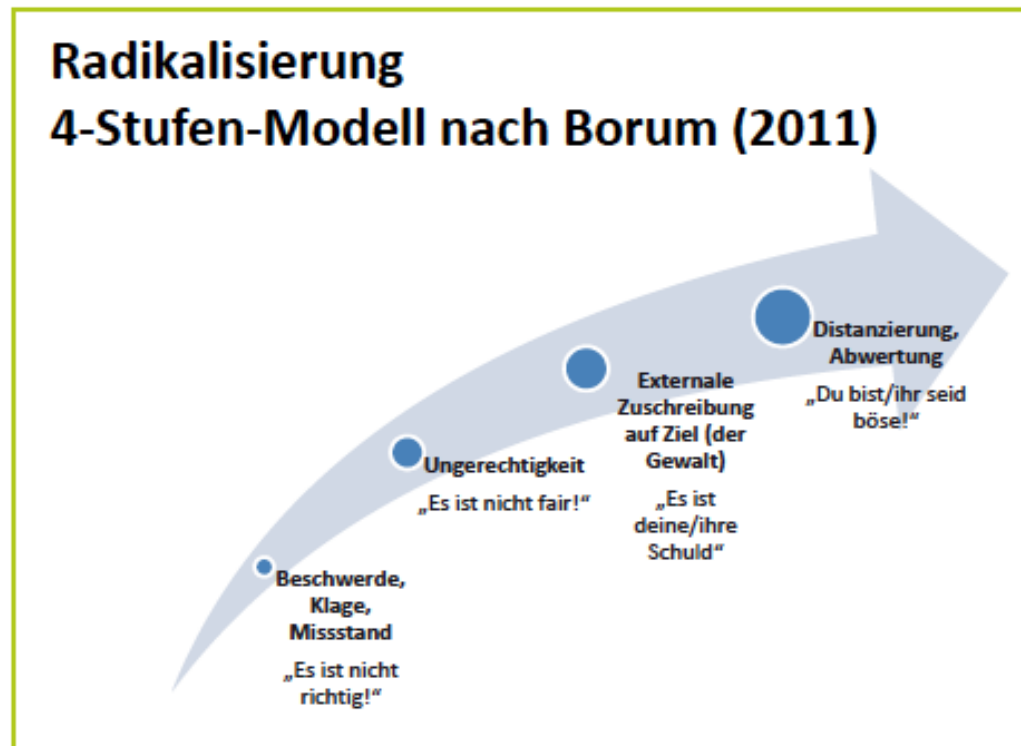 Radikalisierung
4-Stufen-Modell nach Borum (2011)
Distanzierung,
Abwertung
„Du bist/ihr seid
böse!“
Externale
Zuschreibung
auf Ziel (der
Gewalt)
„Es ist
deine/ihre
Schuld“
Ungerechtigkeit
„Es ist nicht fair!“
Beschwerde,
Klage,
Missstand
„Es ist nicht
richtig!“